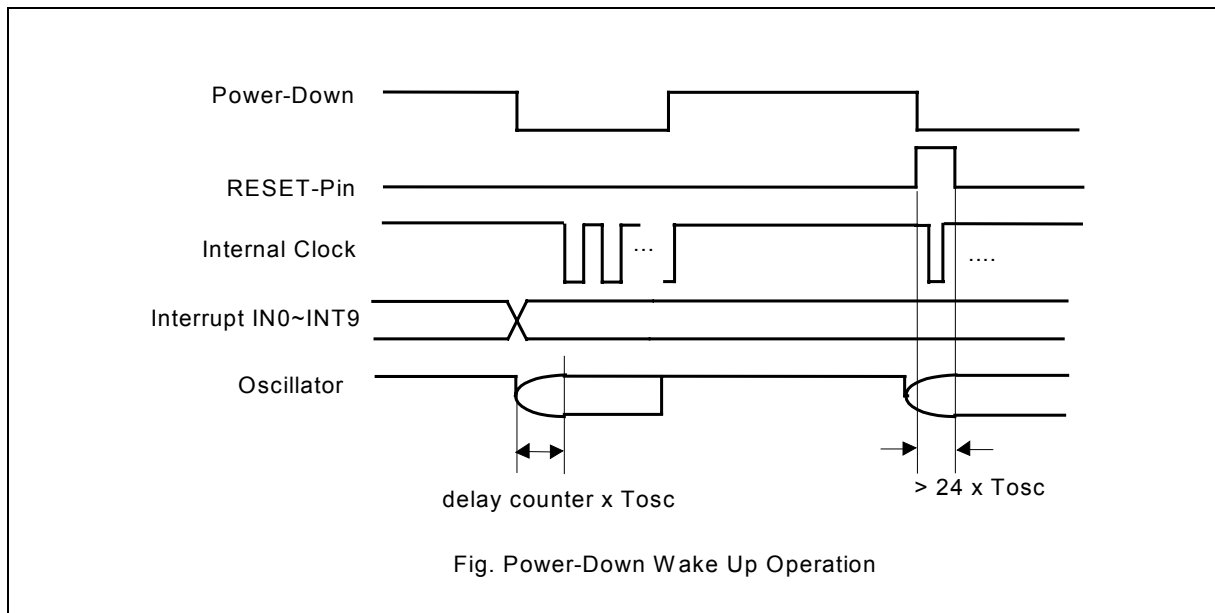 Power-Down
RESET-Pin
Internal Clock
...
....
Interrupt IN0~INT9
Oscillator
delay counter x Tosc
> 24 x Tosc
Fig. Power-Down Wake Up Operation